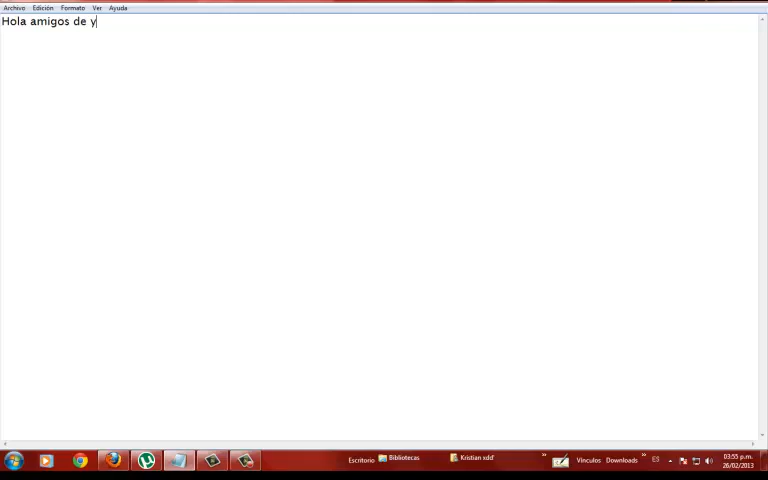 Archivo Edición Formato Ver Ayuda
Hola amigos de y
Escritorio Bibliotecas Kristian xdd' » Vínculos Downloads » ES 03:55 p.m.
26/02/2013